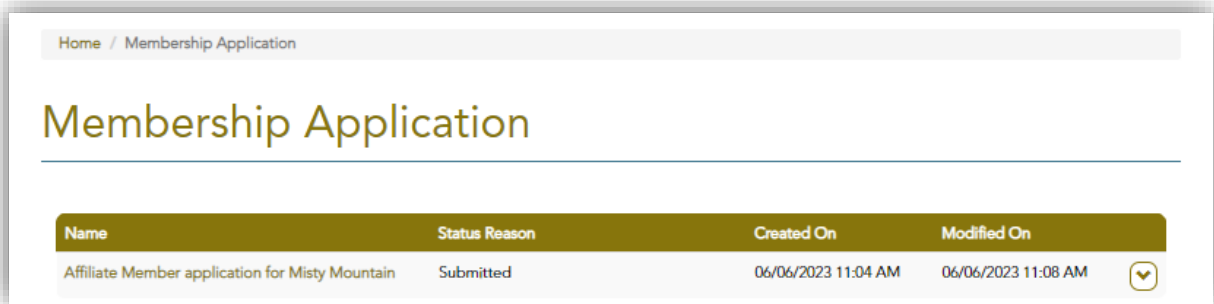 Home / Membership Application
Membership Application
Name Status Reason Created On Modified On
Affiliate Member application for Misty Mountain Submitted 06/06/2023 11:04 AM 06/06/2023 11:08 AM